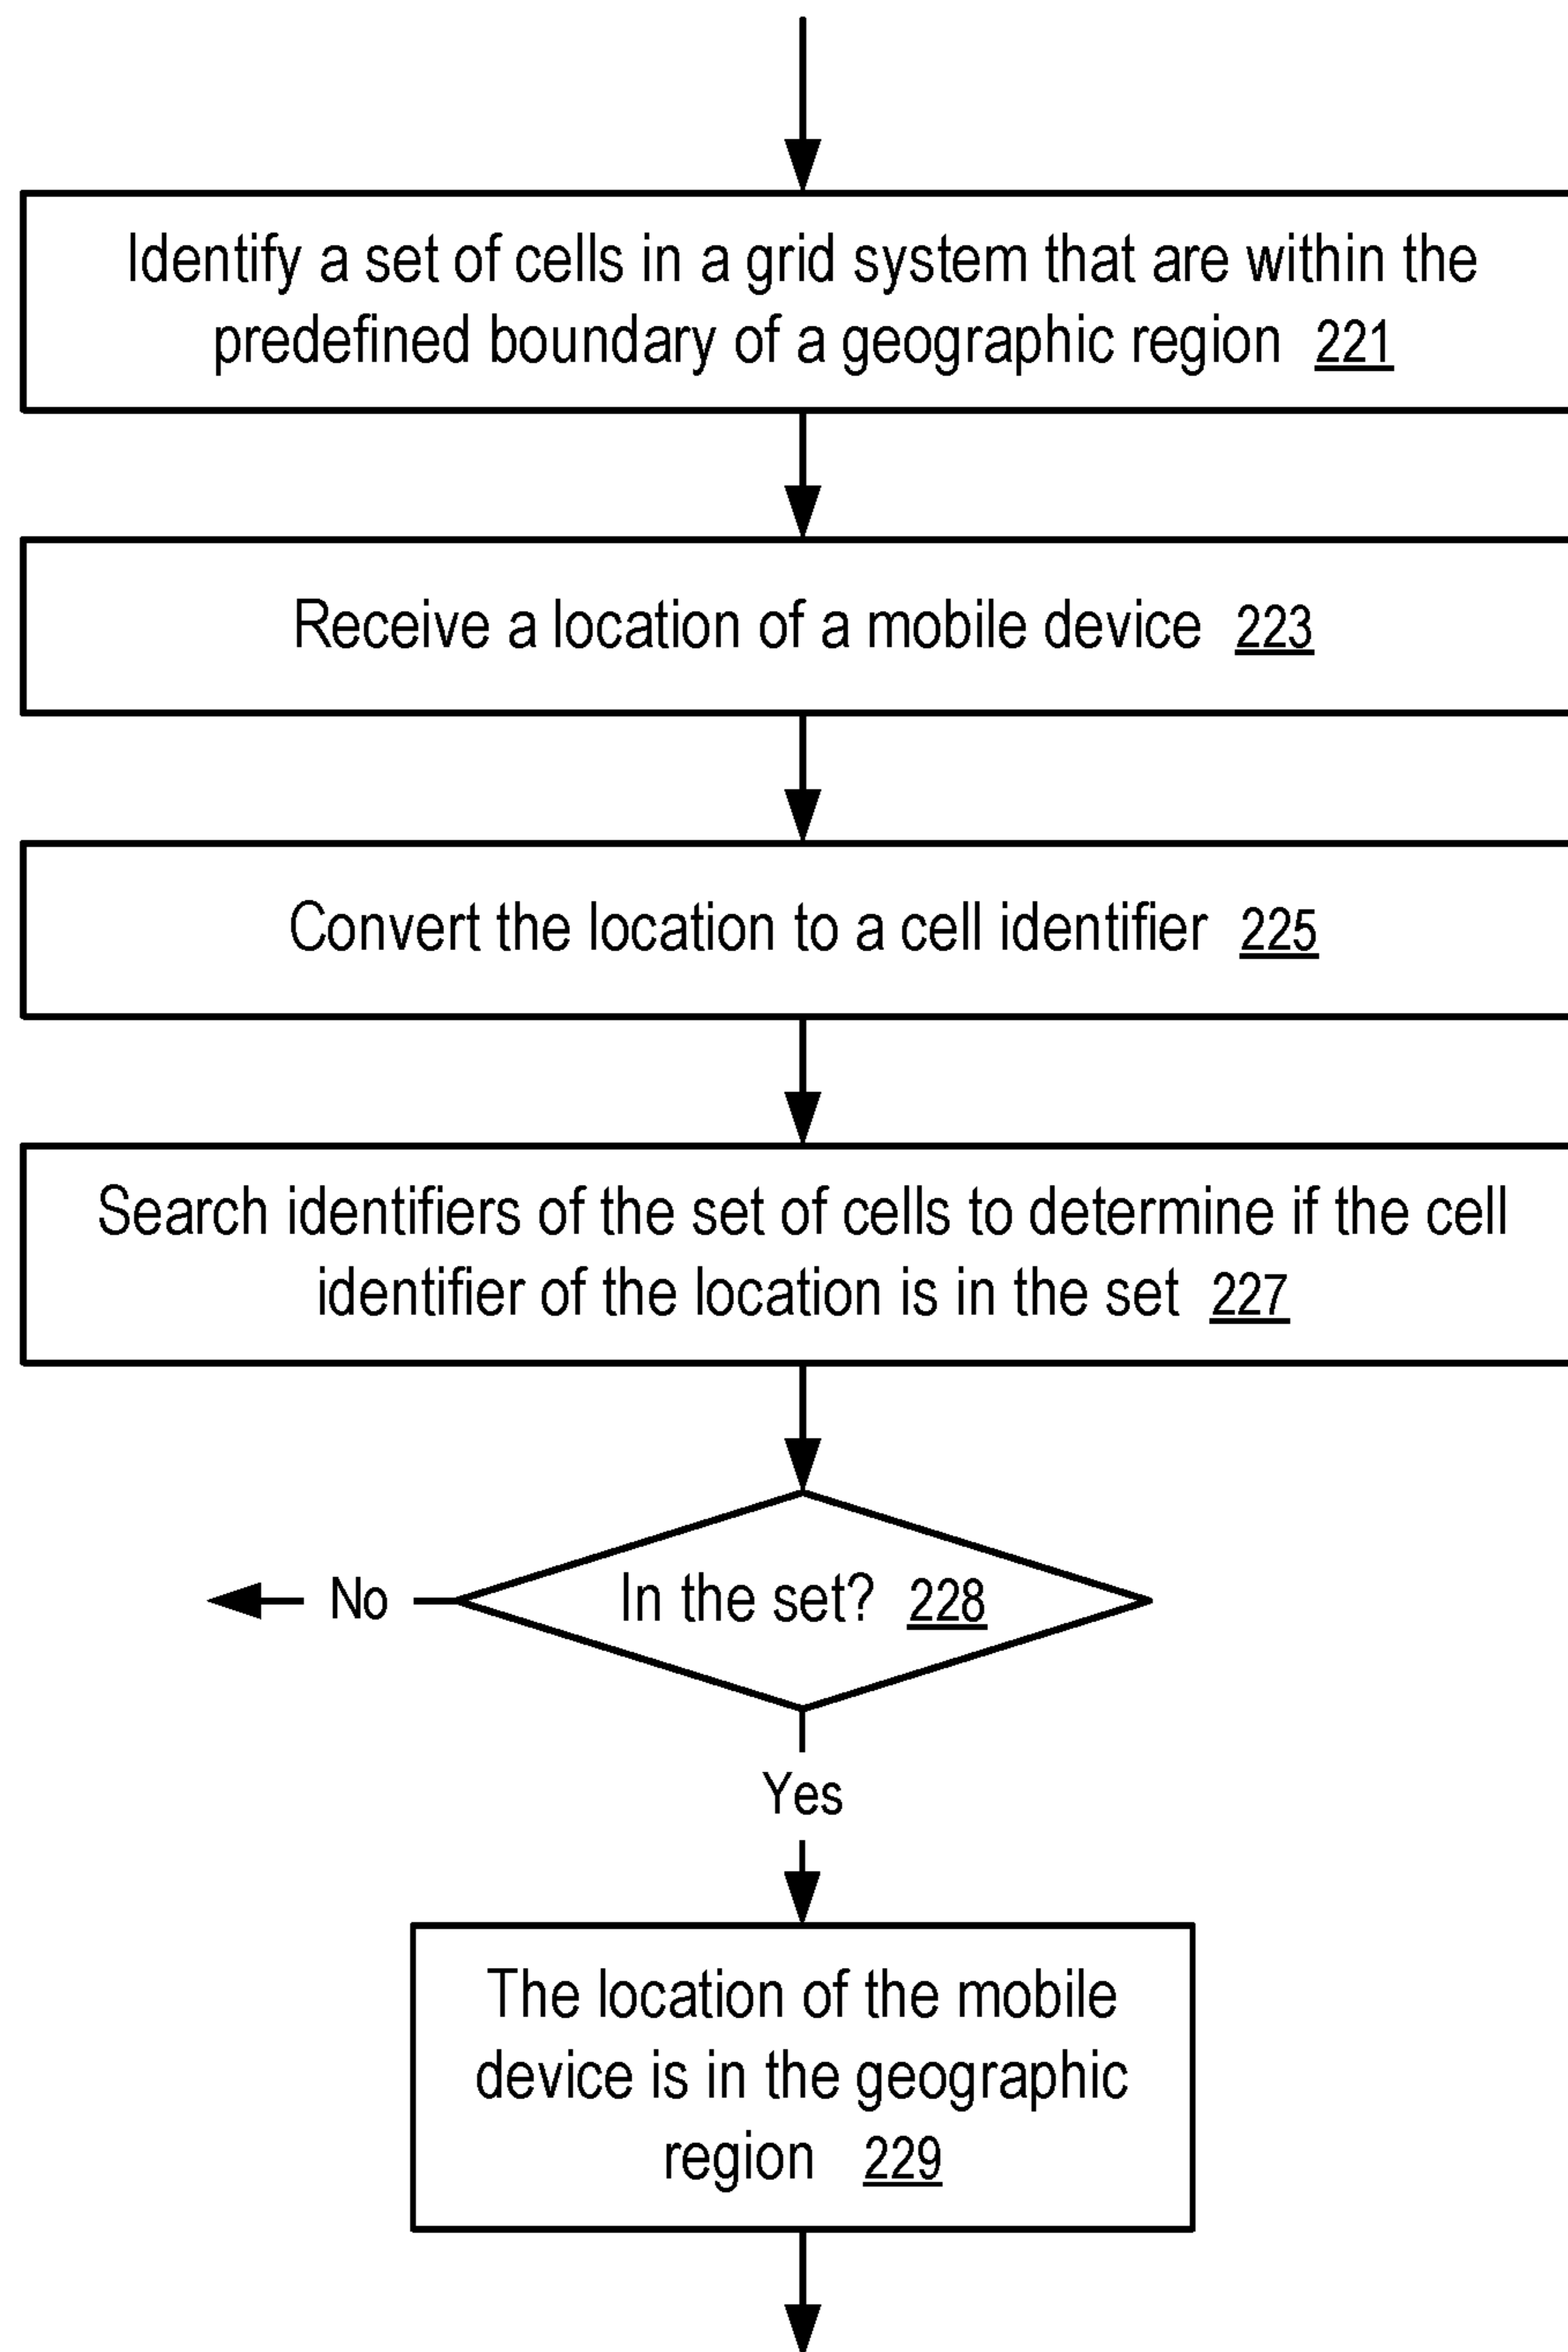 Identify a set of cells in a grid system that are within the
predefined boundary of a geographic region 221
Receive a location of a mobile device 223
Convert the location to a cell identifier 225
Search identifiers of the set of cells to determine if the cell
identifier of the location is in the set 227
In the set? 228
No
Yes
The location of the mobile
device is in the geographic
region 229